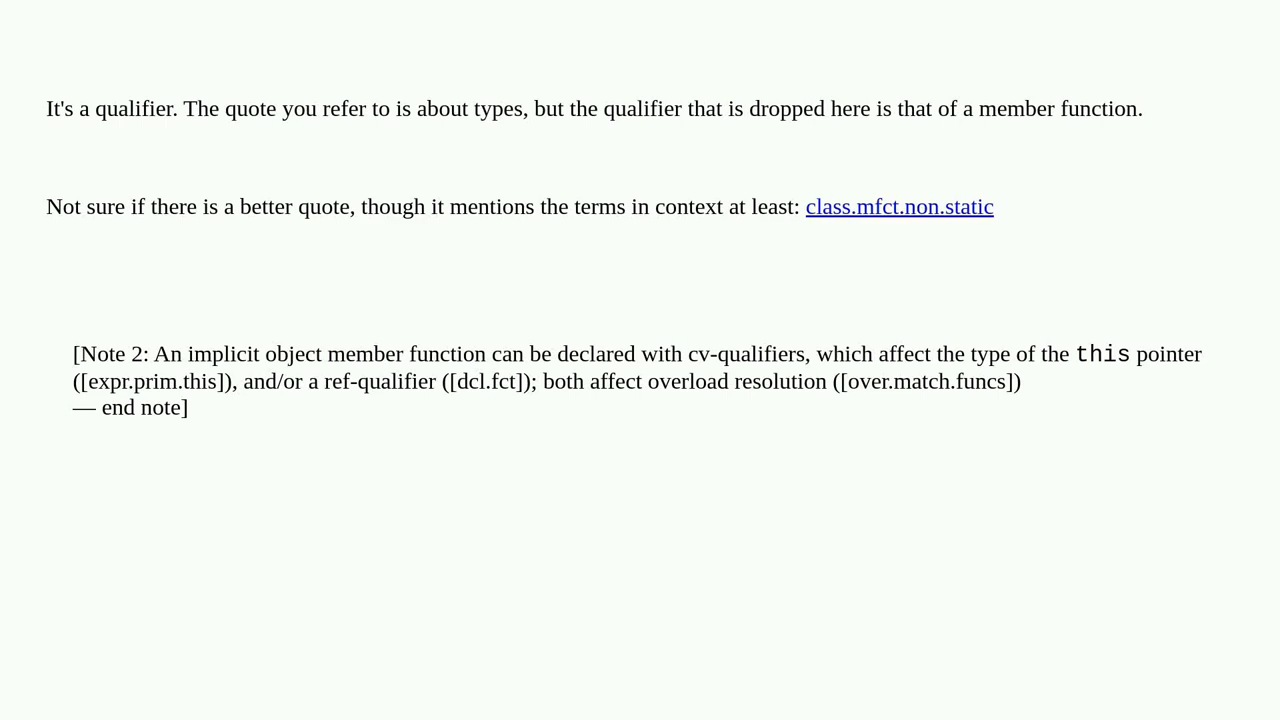 It's a qualifier. The quote you refer to is about types, but the qualifier that is dropped here is that of a member function.
Not sure if there is a better quote, though it mentions the terms in context at least: class.mfct.non.static
[Note 2: An implicit object member function can be declared with cv-qualifiers, which affect the type of the this pointer
([expr.prim.this]), and/or a ref-qualifier ([dcl.fct]); both affect overload resolution ([over.match.funcs])
— end note]